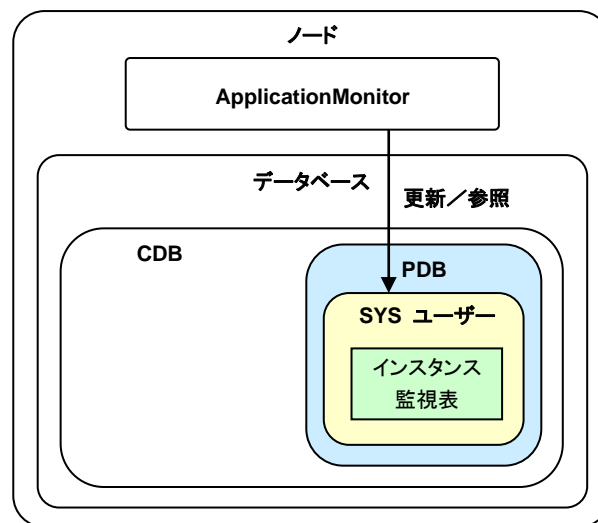 ノード
ApplicationMonitor
データベース
更新／参照
CDB
PDB
SYS ユーザー
インスタンス
監視表